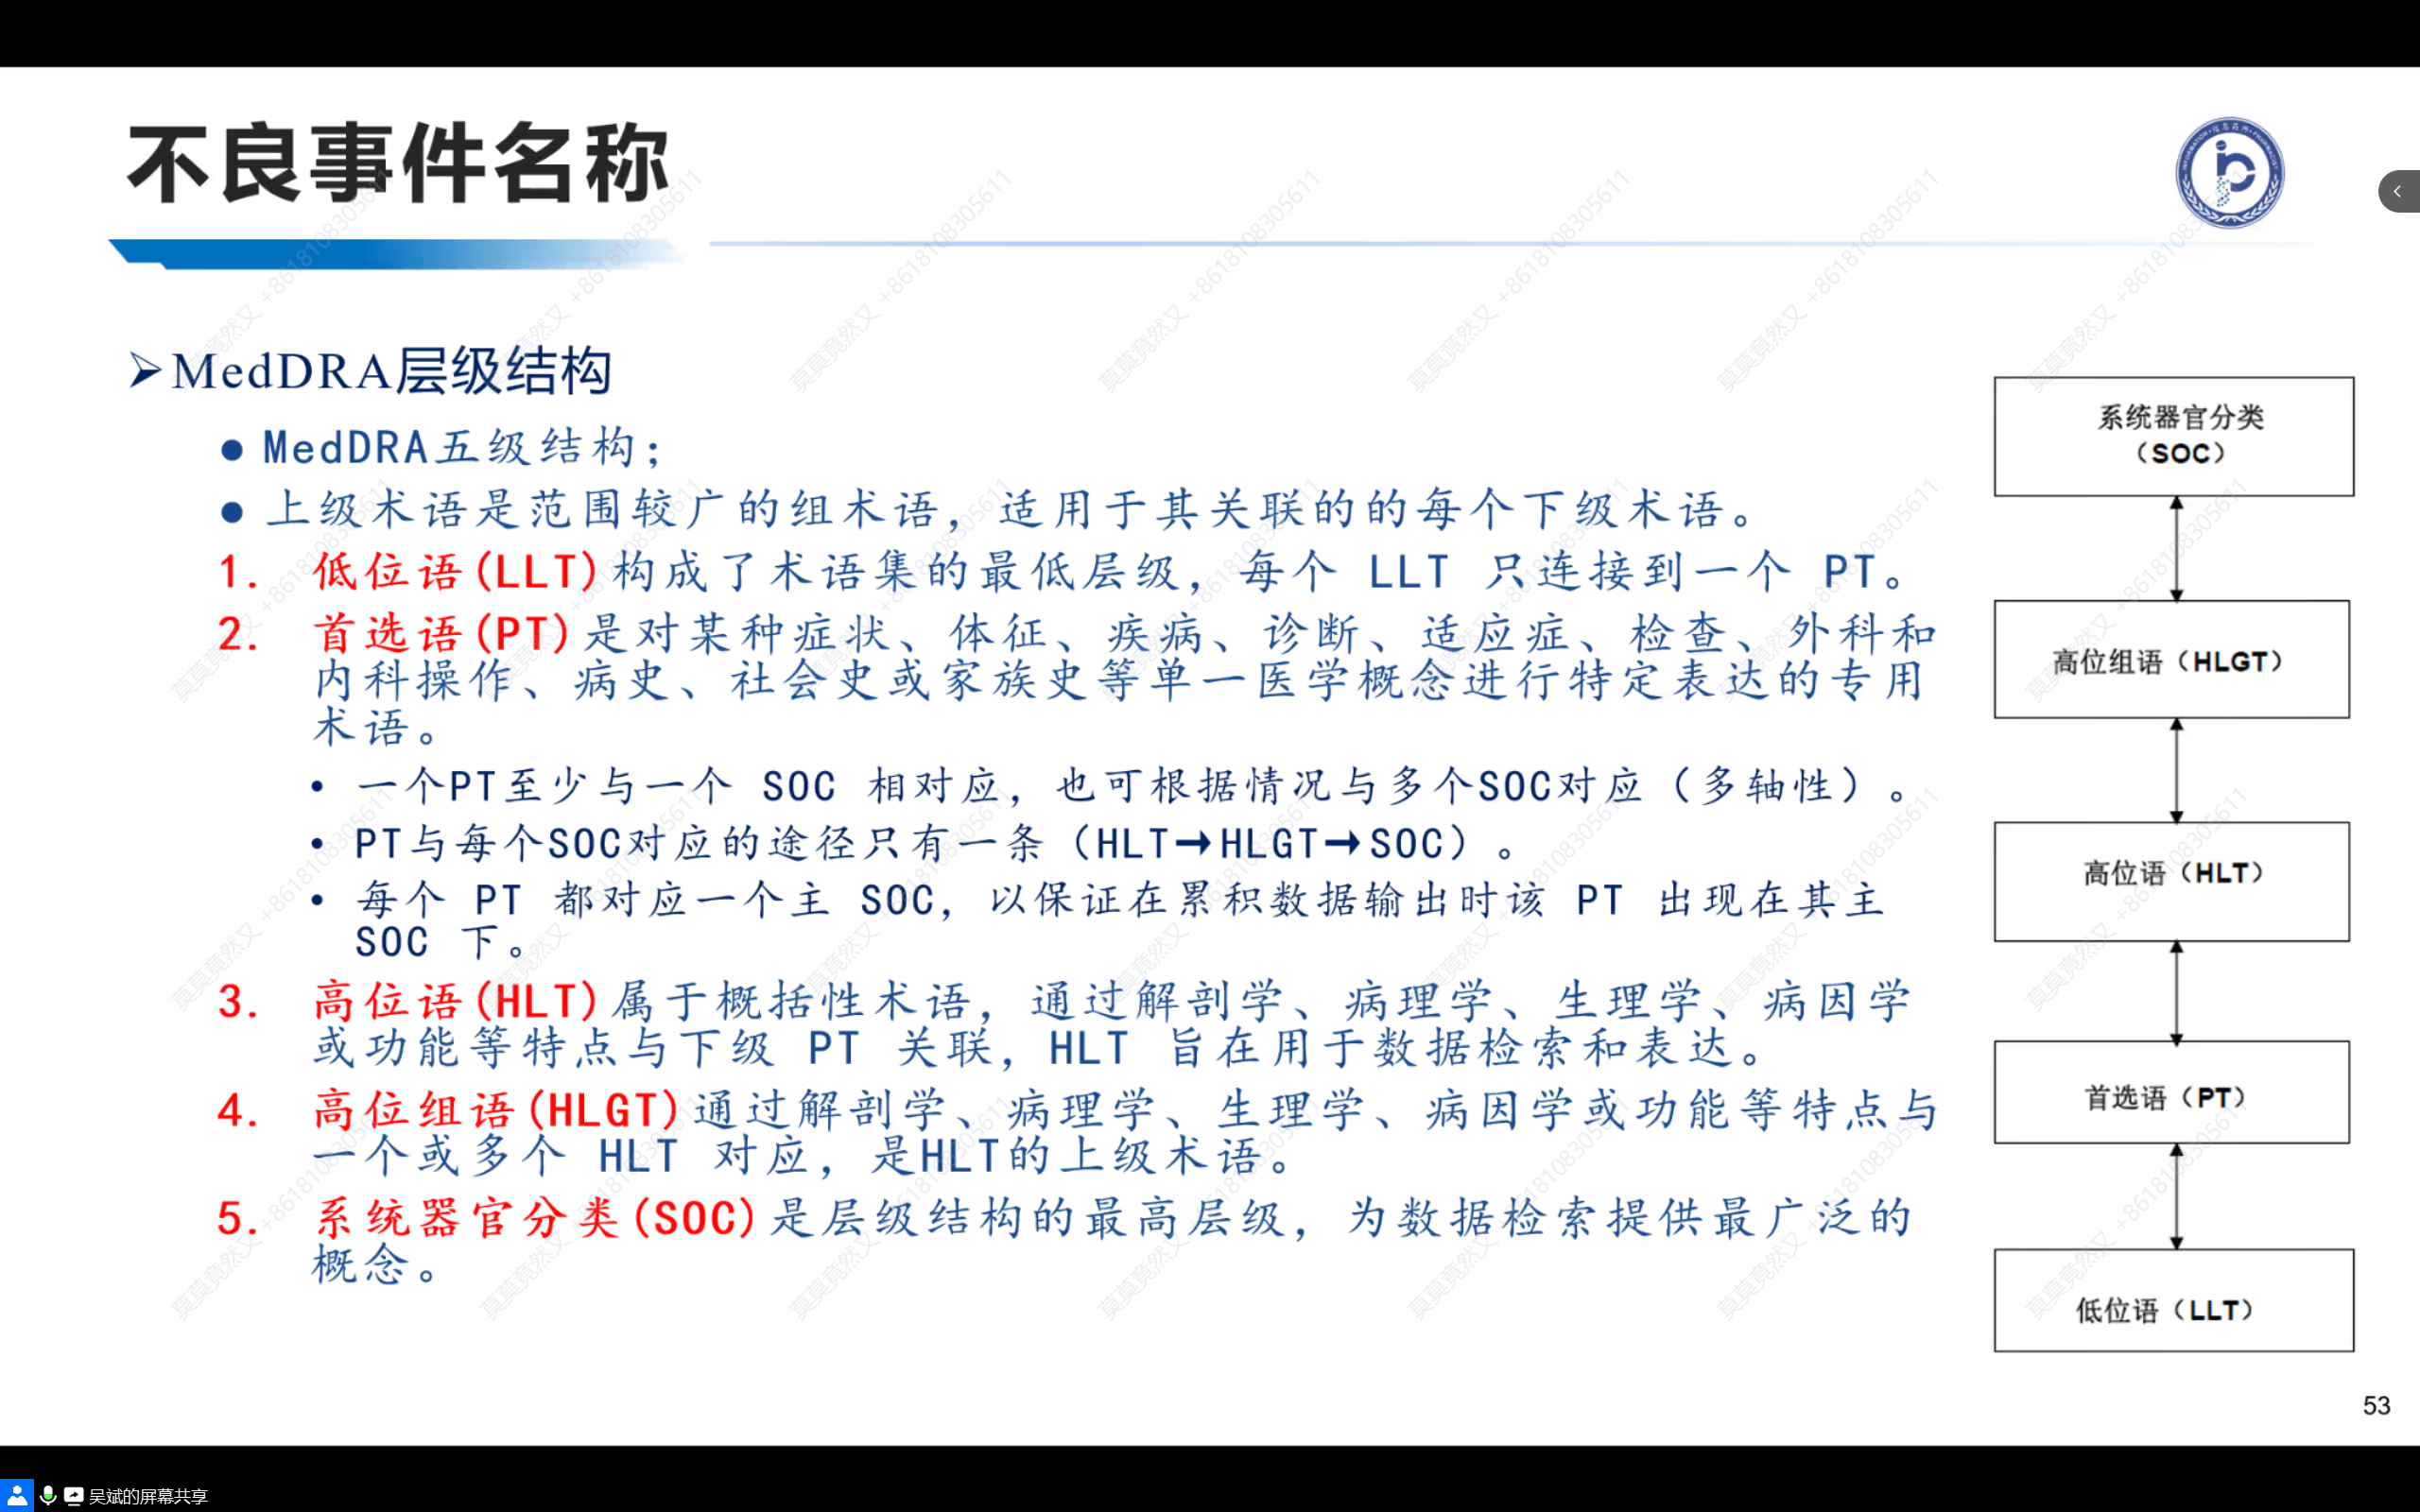 不良事件名称
MedDRA层级结构
MedDRA五级结构；
上级术语是范围较广的组术语，适用于其关联的的每个下级术语。
1. 低位语(LLT)构成了术语集的最低层级，每个 LLT 只连接到一个 PT。
2. 首选语(PT)是对某种症状、体征、疾病、诊断、适应症、检查、外科和
内科操作、病史、社会史或家族史等单一医学概念进行特定表达的专用
术语。
• 一个PT至少与一个 SOC 相对应，也可根据情况与多个SOC对应（多轴性）。
• PT与每个SOC对应的途径只有一条（HLT→HLGT→SOC）。
• 每个 PT 都对应一个主 SOC，以保证在累积数据输出时该 PT 出现在其主
SOC 下。
3. 高位语(HLT)属于概括性术语，通过解剖学、病理学、生理学、病因学
或功能等特点与下级 PT 关联，HLT 旨在用于数据检索和表达。
4. 高位组语(HLGT)通过解剖学、病理学、生理学、病因学或功能等特点与
一个或多个 HLT 对应，是HLT的上级术语。
5. 系统器官分类(SOC)是层级结构的最高层级，为数据检索提供最广泛的
概念。
系统器官分类
（SOC）
高位组语（HLGT）
高位语（HLT）
首选语（PT）
低位语（LLT）
53
吴斌的屏幕共享
莫莫竟然又 +8618108305611